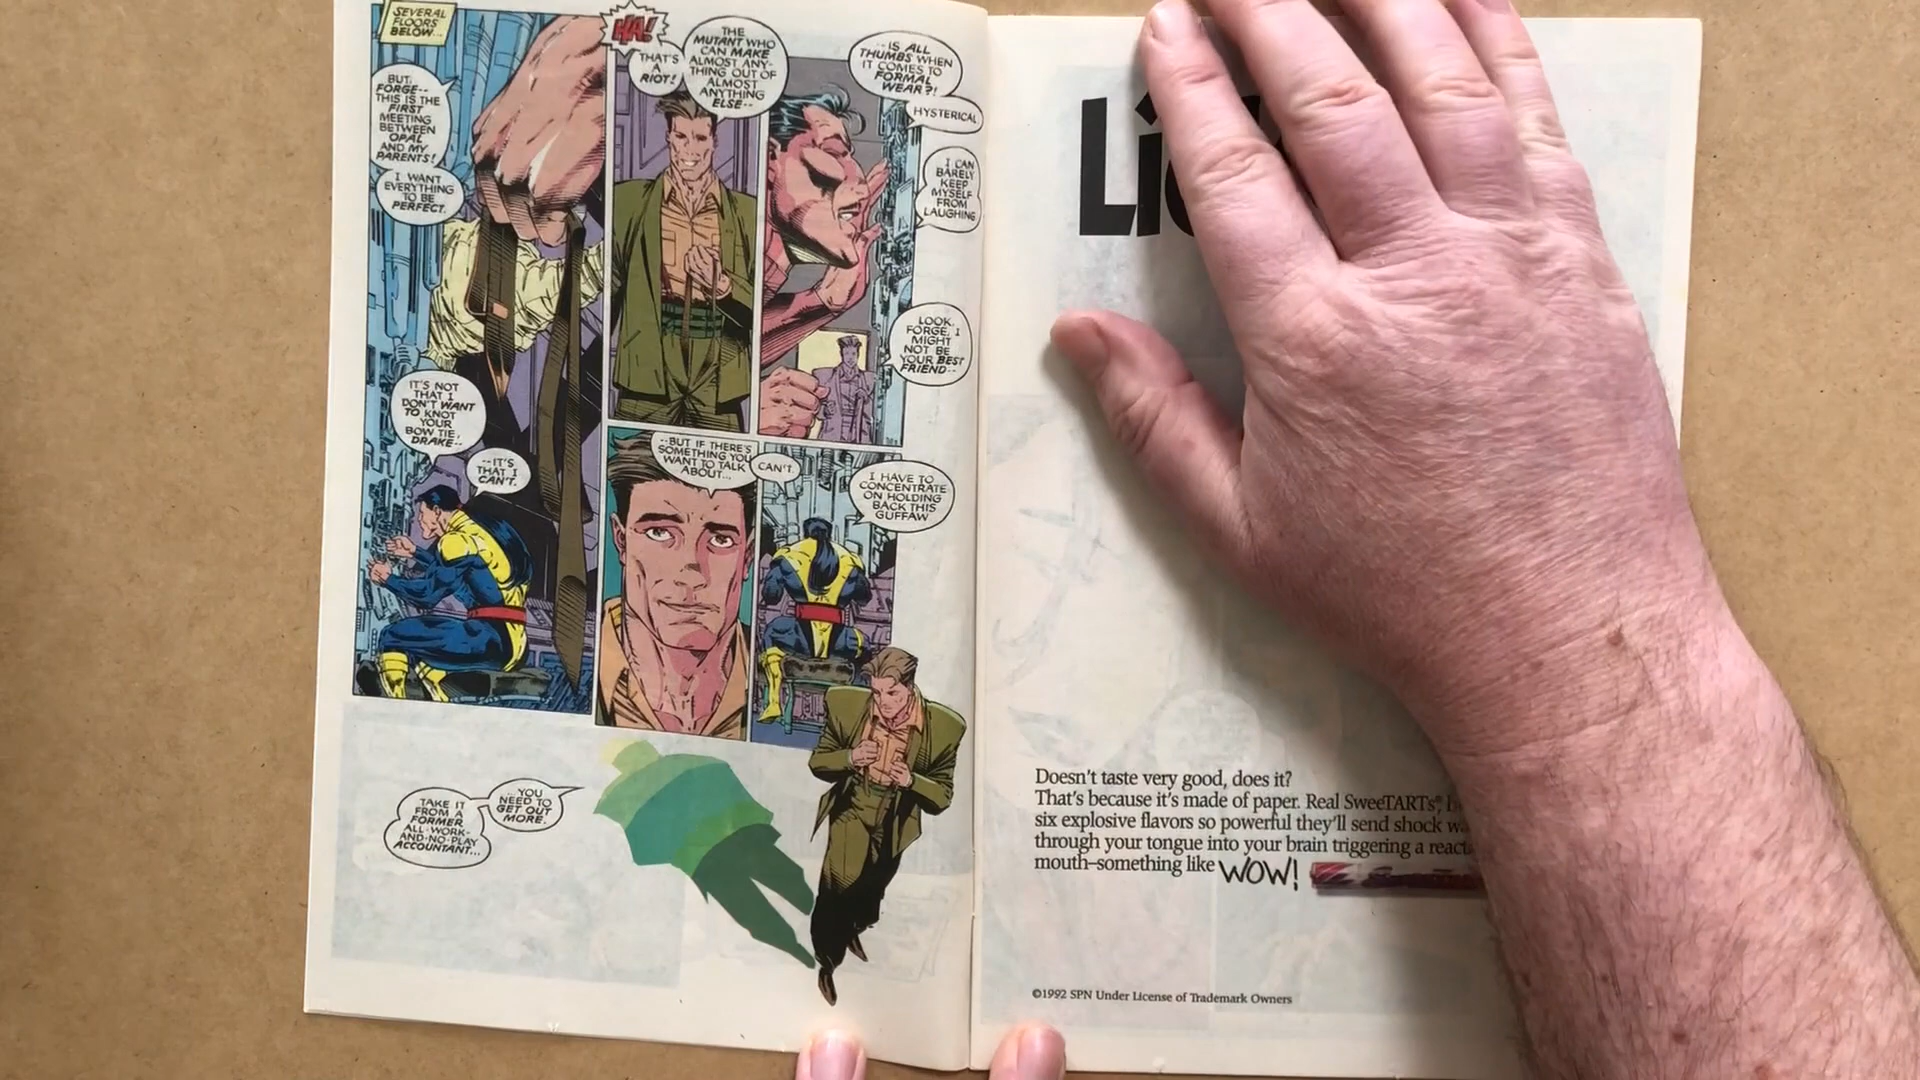 SEVERAL
FLOORS
BELOW...
BUT,
FORGE--
THIS IS THE
FIRST
MEETING
BETWEEN
OPAL
AND MY
PARENTS!
I WANT
EVERYTHING
TO BE
PERFECT.
IT'S NOT
THAT I
DON'T WANT
TO KNOT
YOUR
BOW TIE,
DRAKE--
--IT'S
THAT I
CAN'T.
HA!
THAT'S
A
RIOT!
THE
MUTANT WHO
CAN MAKE
ALMOST ANY-
THING OUT OF
ALMOST
ANYTHING
ELSE--
--IS ALL
THUMBS WHEN
IT COMES TO
FORMAL
WEAR?!
HYSTERICAL
I CAN
BARELY
KEEP
MYSELF
FROM
LAUGHING
LOOK,
FORGE, I
MIGHT
NOT BE
YOUR BEST
FRIEND--
--BUT IF THERE'S
SOMETHING YOU
WANT TO TALK
ABOUT...
CAN'T.
I HAVE TO
CONCENTRATE
ON HOLDING
BACK THIS
GUFFAW
TAKE IT
FROM A
FORMER
ALL-WORK-
AND-NO-PLAY
ACCOUNTANT...
...YOU
NEED TO
GET OUT
MORE.
Doesn't taste very good, does it?
That's because it's made of paper. Real SweeTARTs®
six explosive flavors so powerful they'll send shock
through your tongue into your brain triggering a
mouth–something like WOW!
©1992 SPN Under License of Trademark Owners